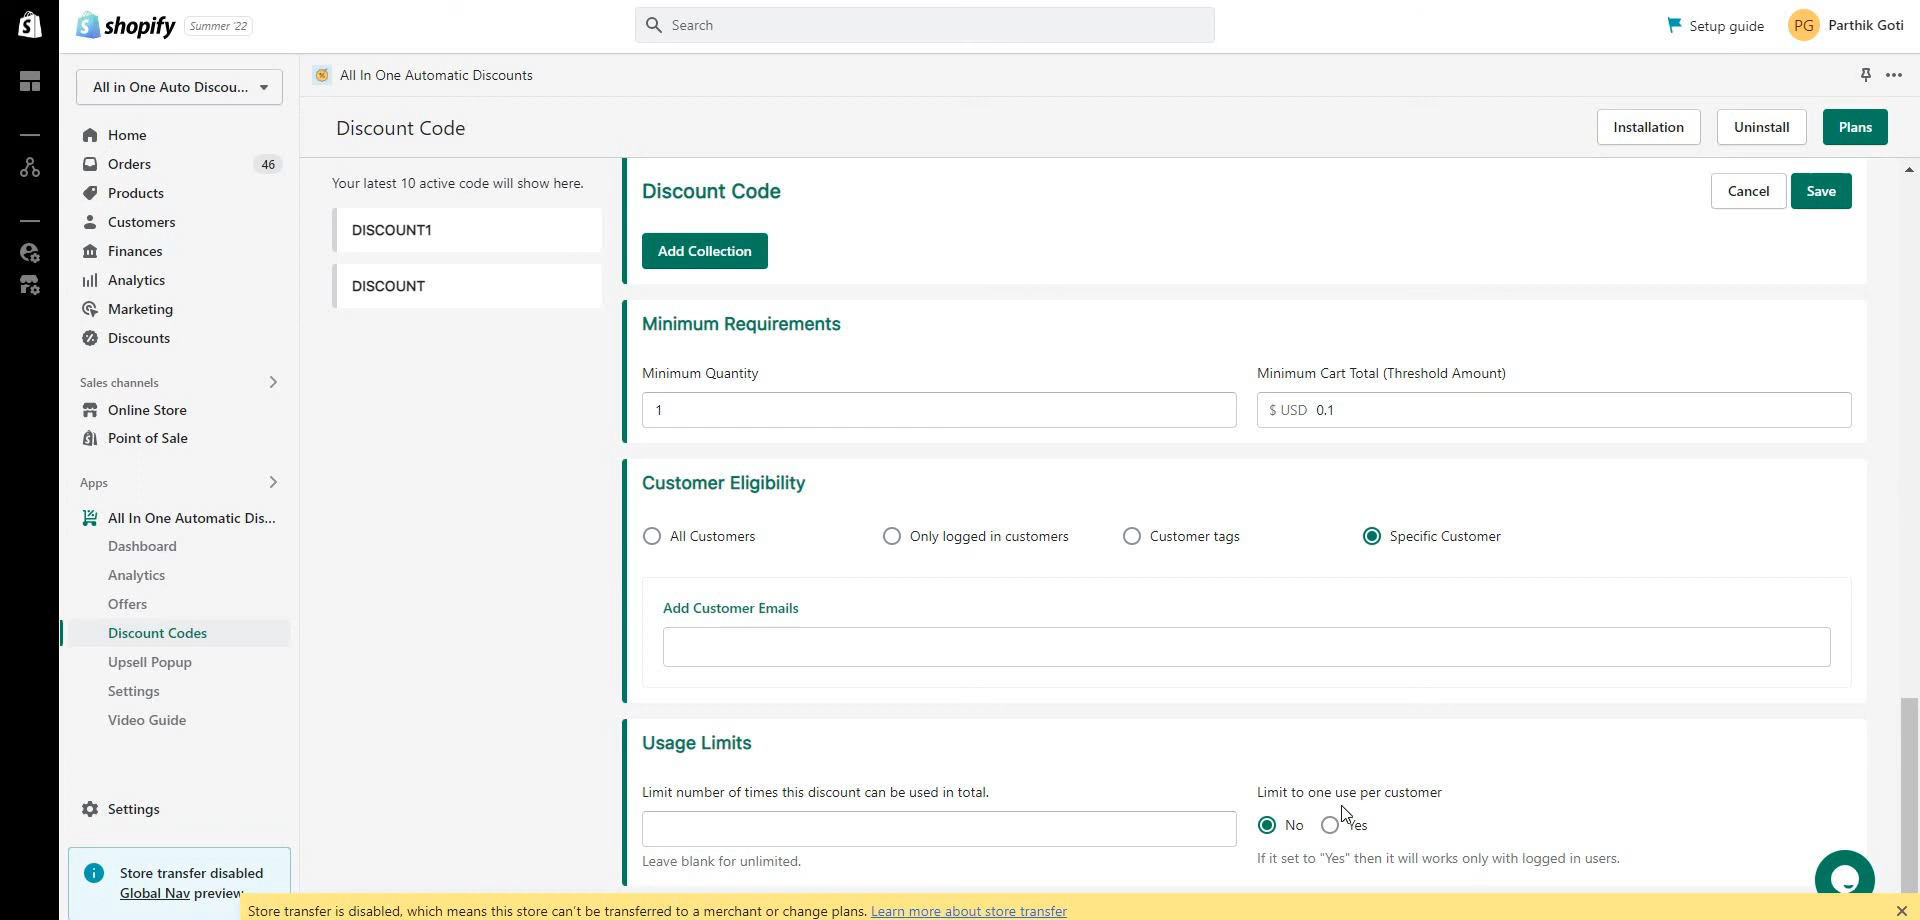 shopify
Summer '22
Search
Setup guide
PG
Parthik Goti
All in One Auto Discou...
Home
Orders
46
Products
Customers
Finances
Analytics
Marketing
Discounts
Sales channels
Online Store
Point of Sale
Apps
All In One Automatic Dis...
Dashboard
Analytics
Offers
Discount Codes
Upsell Popup
Settings
Video Guide
Settings
Store transfer disabled
Global Nav preview
All In One Automatic Discounts
Discount Code
Installation
Uninstall
Plans
Your latest 10 active code will show here.
DISCOUNT1
DISCOUNT
Discount Code
Cancel
Save
Add Collection
Minimum Requirements
Minimum Quantity
1
Minimum Cart Total (Threshold Amount)
$ USD 0.1
Customer Eligibility
All Customers
Only logged in customers
Customer tags
Specific Customer
Add Customer Emails
Usage Limits
Limit number of times this discount can be used in total.
Leave blank for unlimited.
Limit to one use per customer
No
Yes
If it set to "Yes" then it will works only with logged in users.
Store transfer is disabled, which means this store can't be transferred to a merchant or change plans. Learn more about store transfer